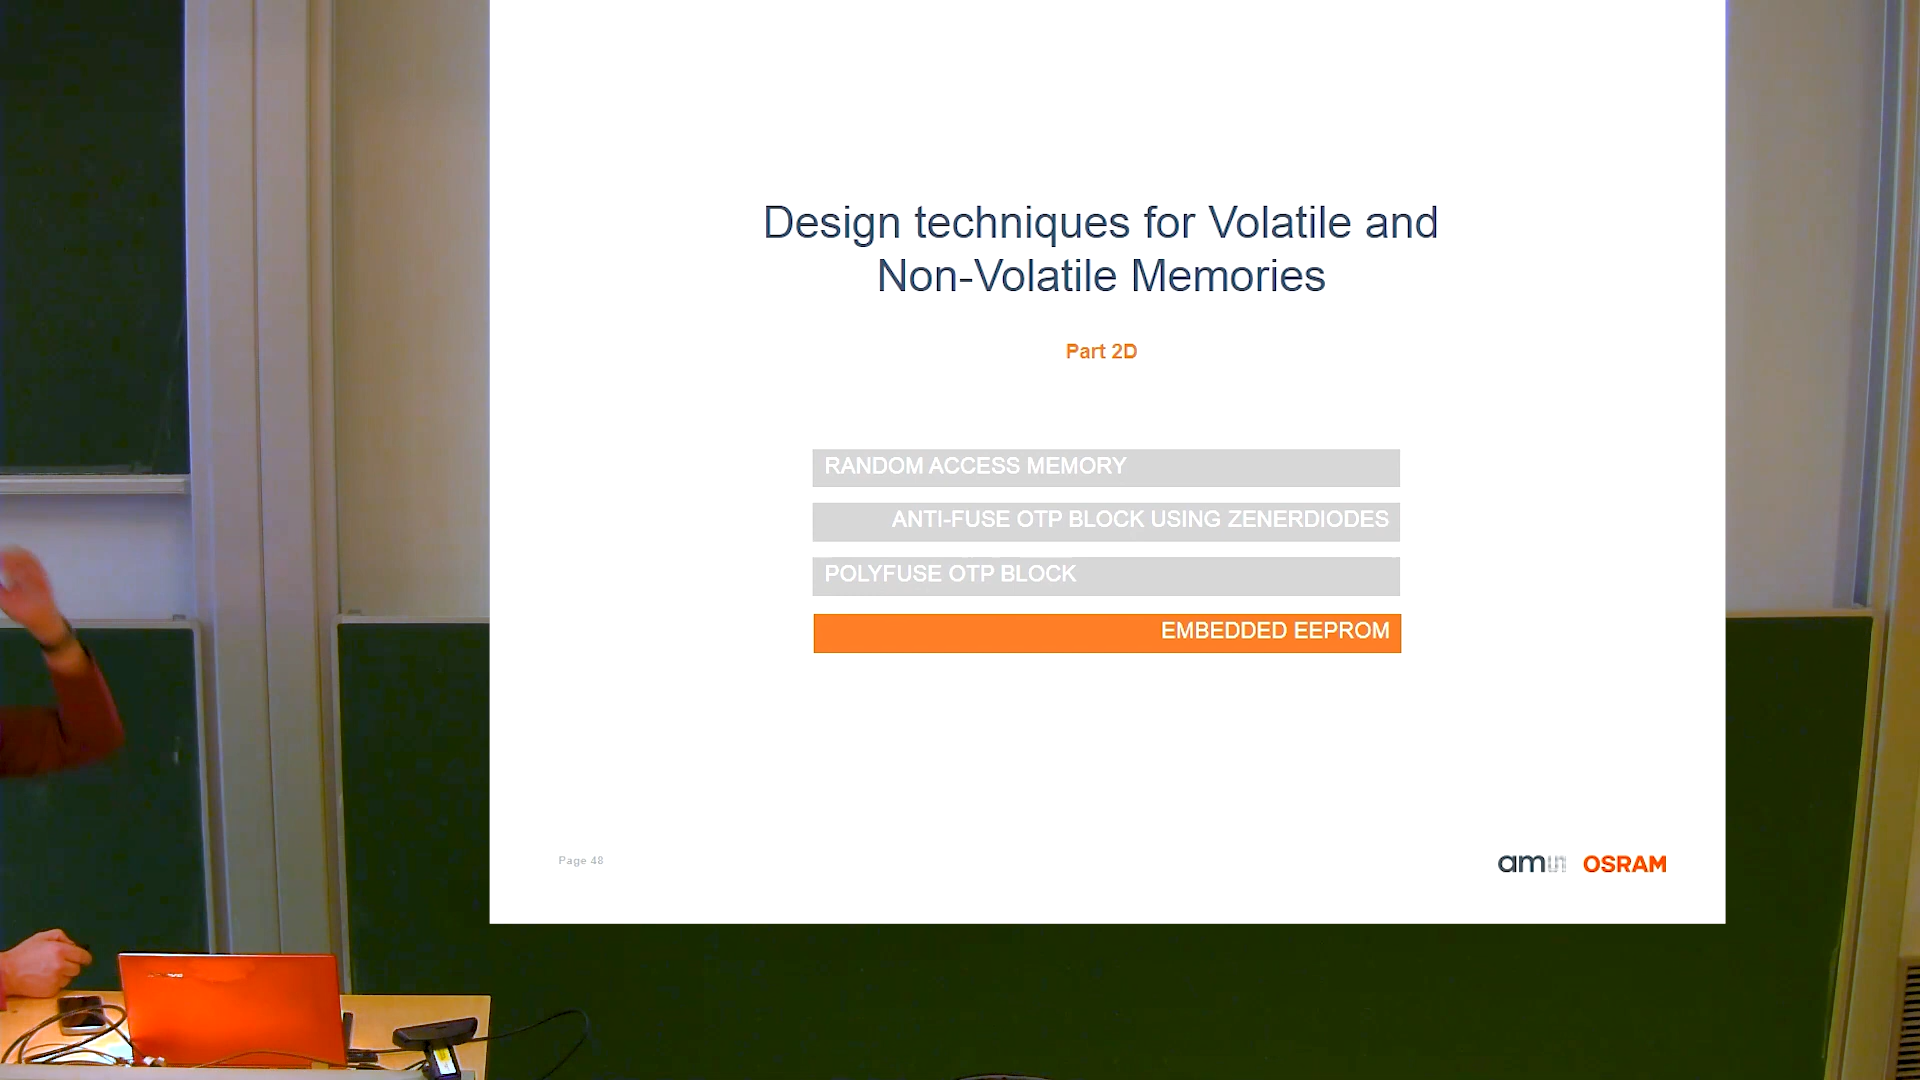 Design techniques for Volatile and
Non-Volatile Memories
Part 2D
RANDOM ACCESS MEMORY
ANTI-FUSE OTP BLOCK USING ZENERDIODES
POLYFUSE OTP BLOCK
EMBEDDED EEPROM
Page 48
am OSRAM